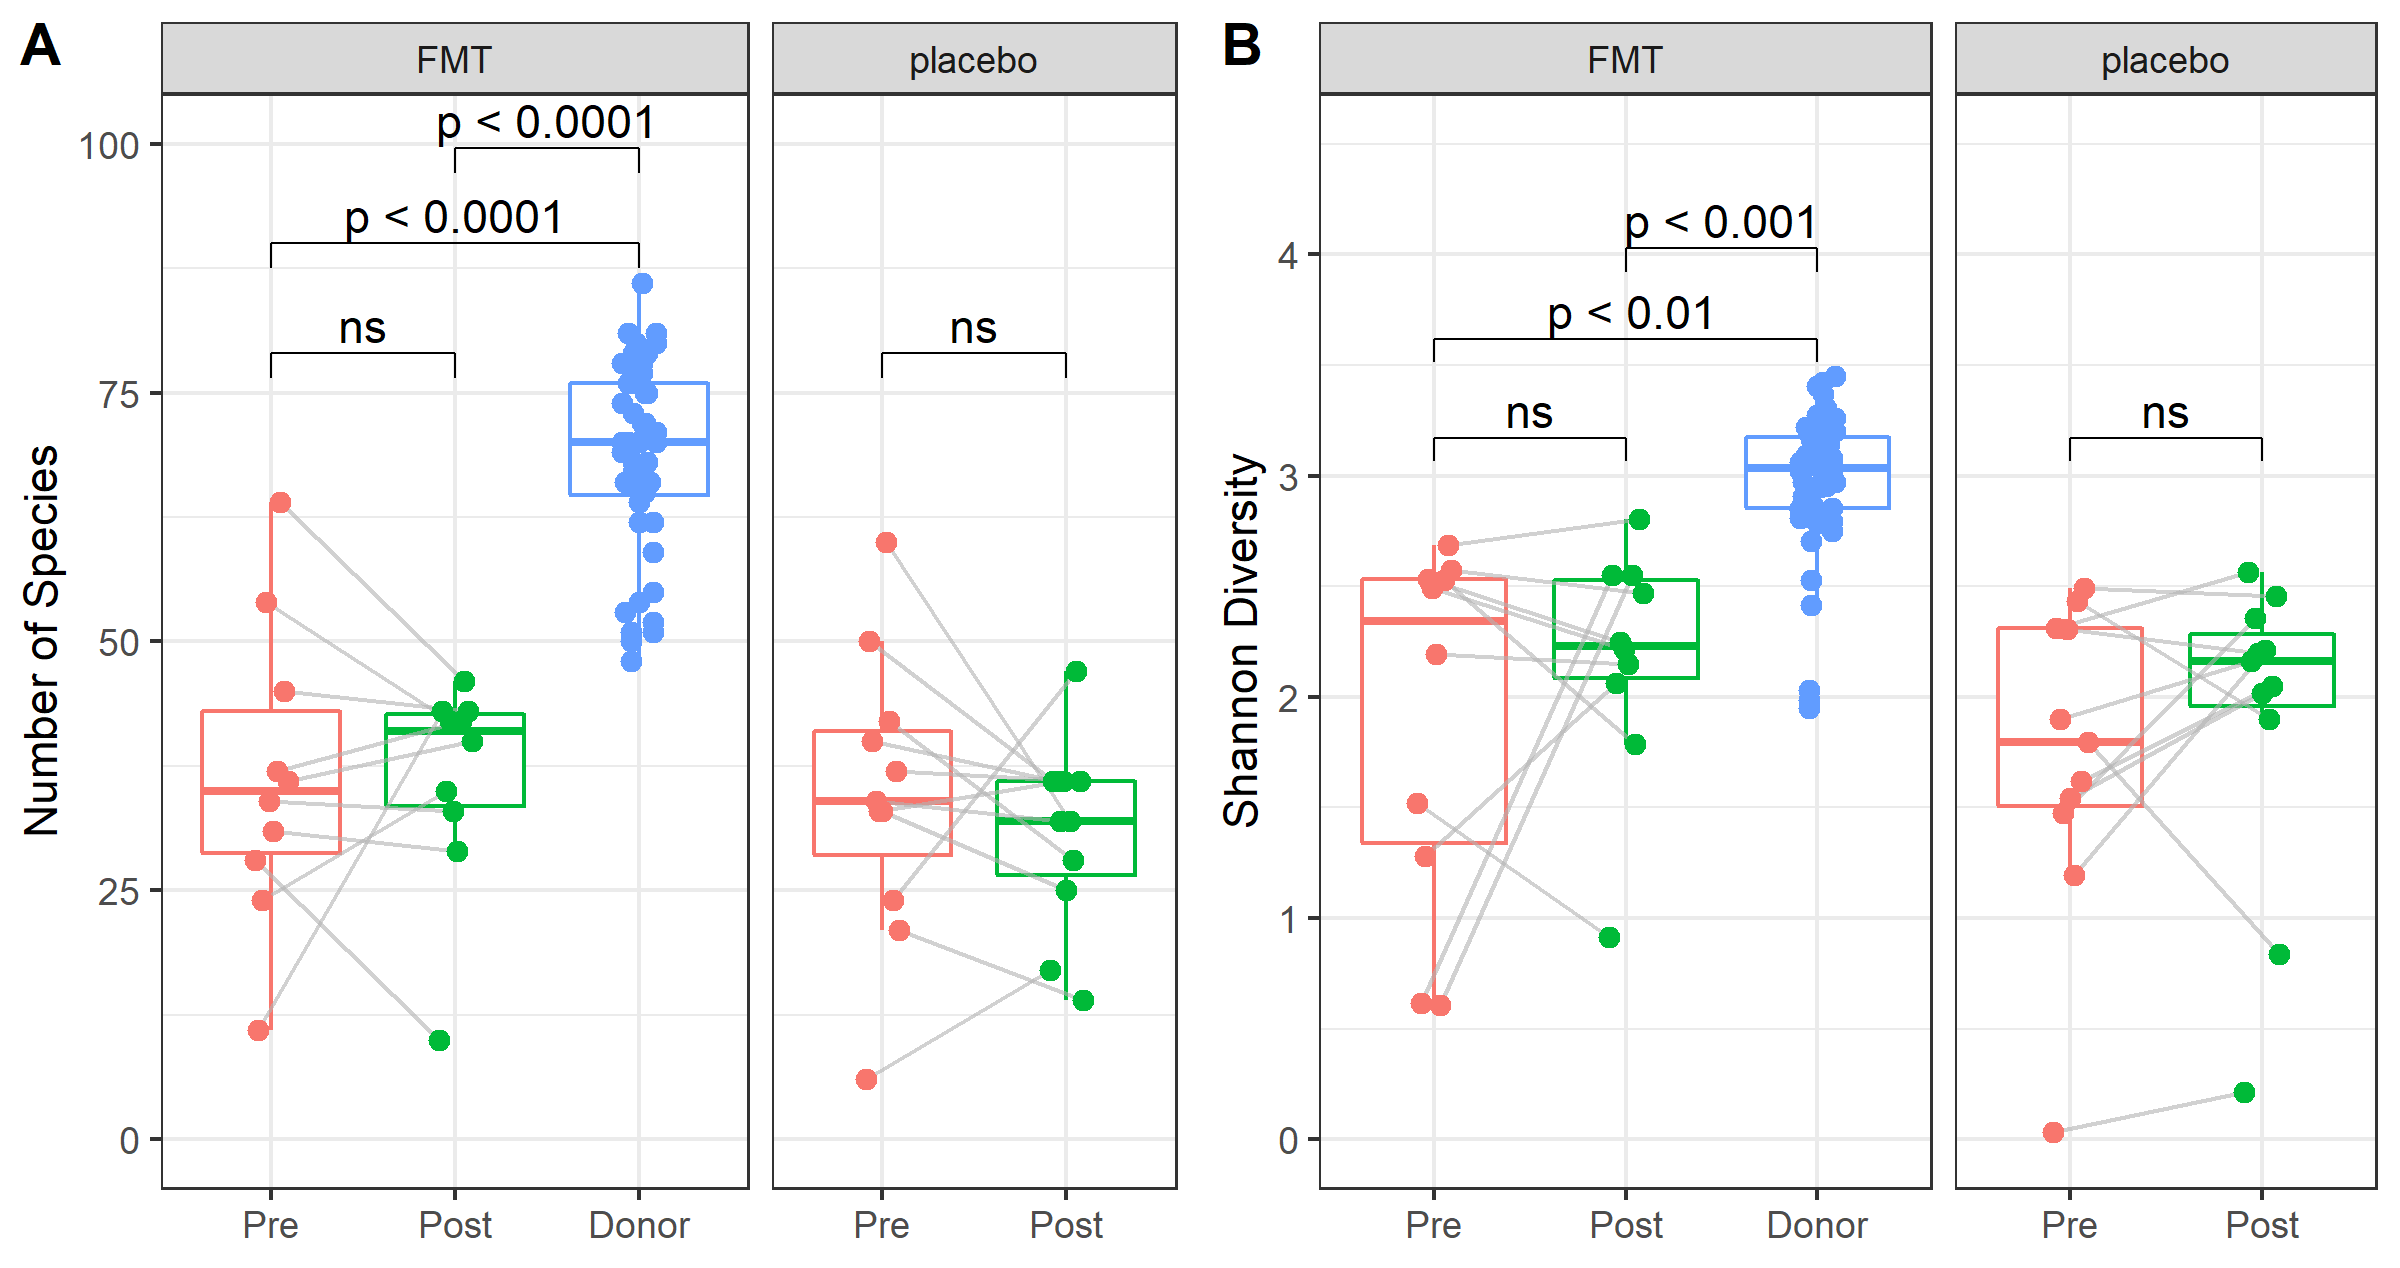 A
FMT
placebo
Number of Species
100
75
50
25
0
p < 0.0001
p < 0.0001
ns
ns
Pre
Post
Donor
Pre
Post
B
FMT
placebo
Shannon Diversity
4
3
2
1
0
p < 0.001
p < 0.01
ns
ns
Pre
Post
Donor
Pre
Post